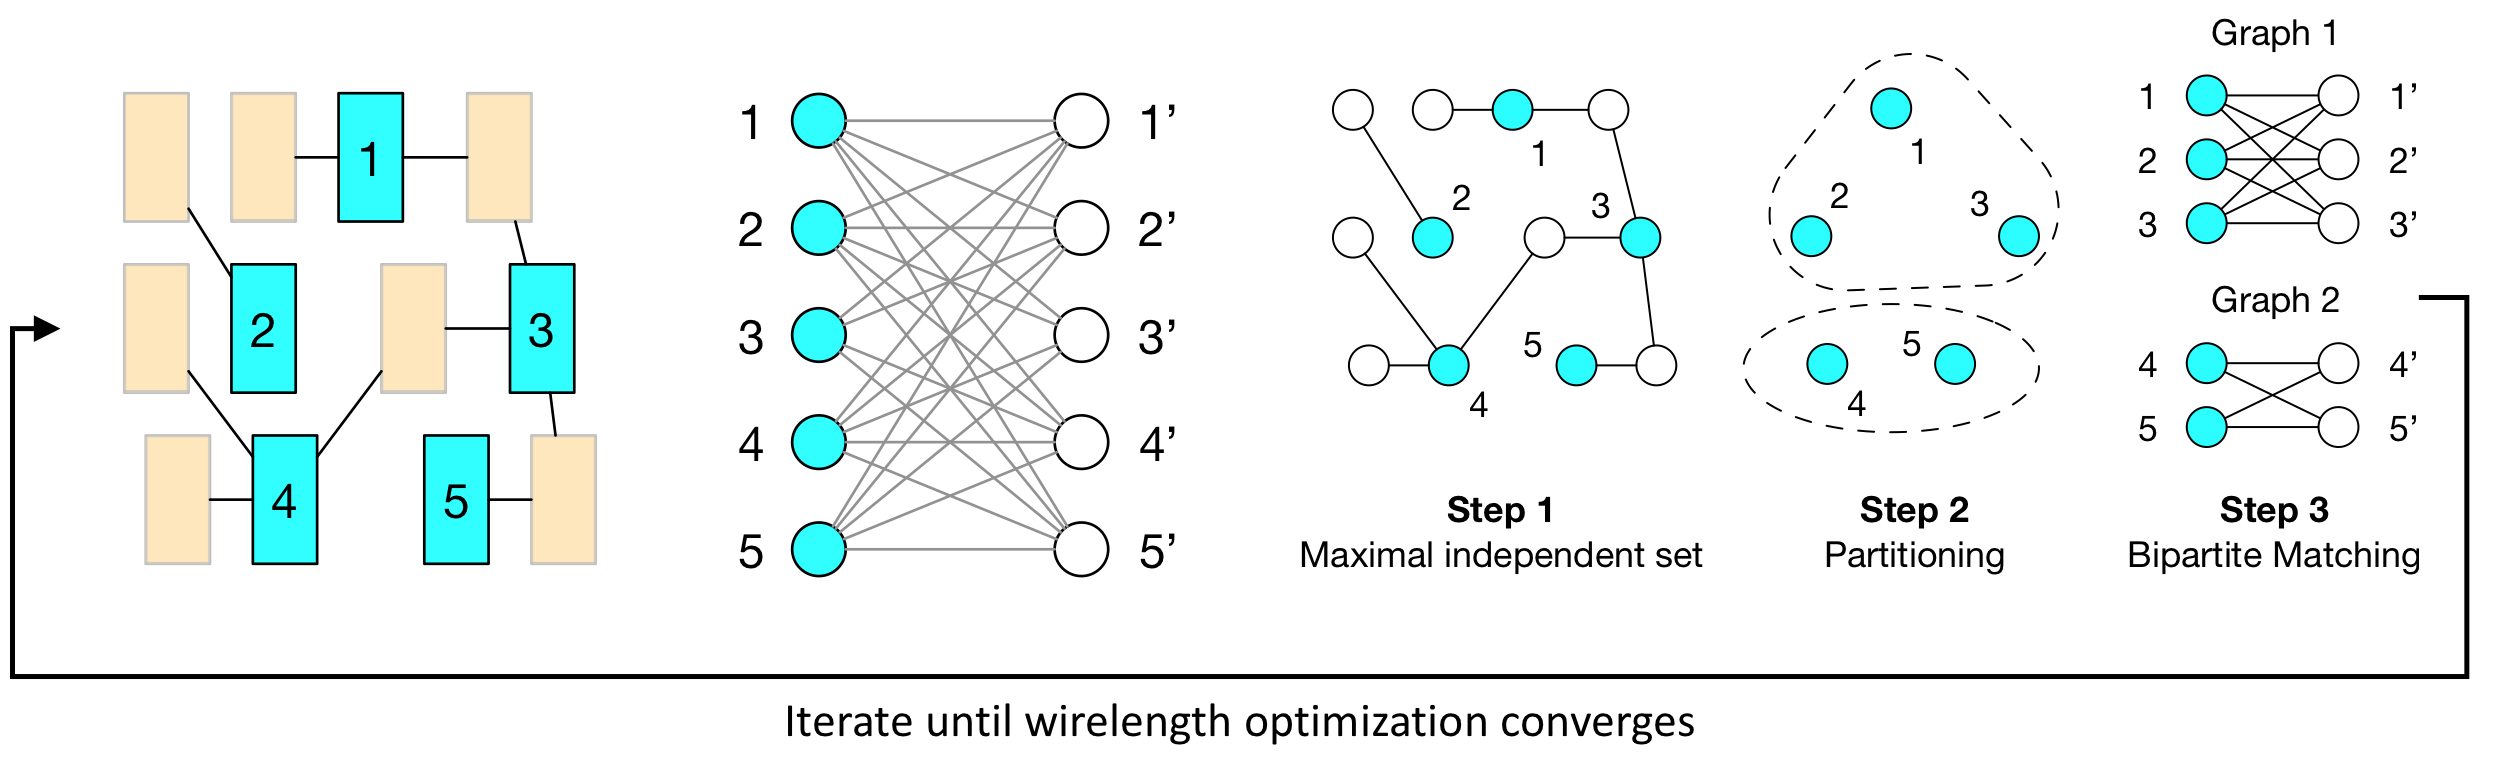 1
2
3
4
5
1 1'
2 2'
3 3'
4 4'
5 5'
1
2
3
5
4
Step 1
Maximal independent set
1
2
3
5
4
Step 2
Partitioning
Graph 1
1 1'
2 2'
3 3'
Graph 2
4 4'
5 5'
Step 3
Bipartite Matching
Iterate until wirelength optimization converges